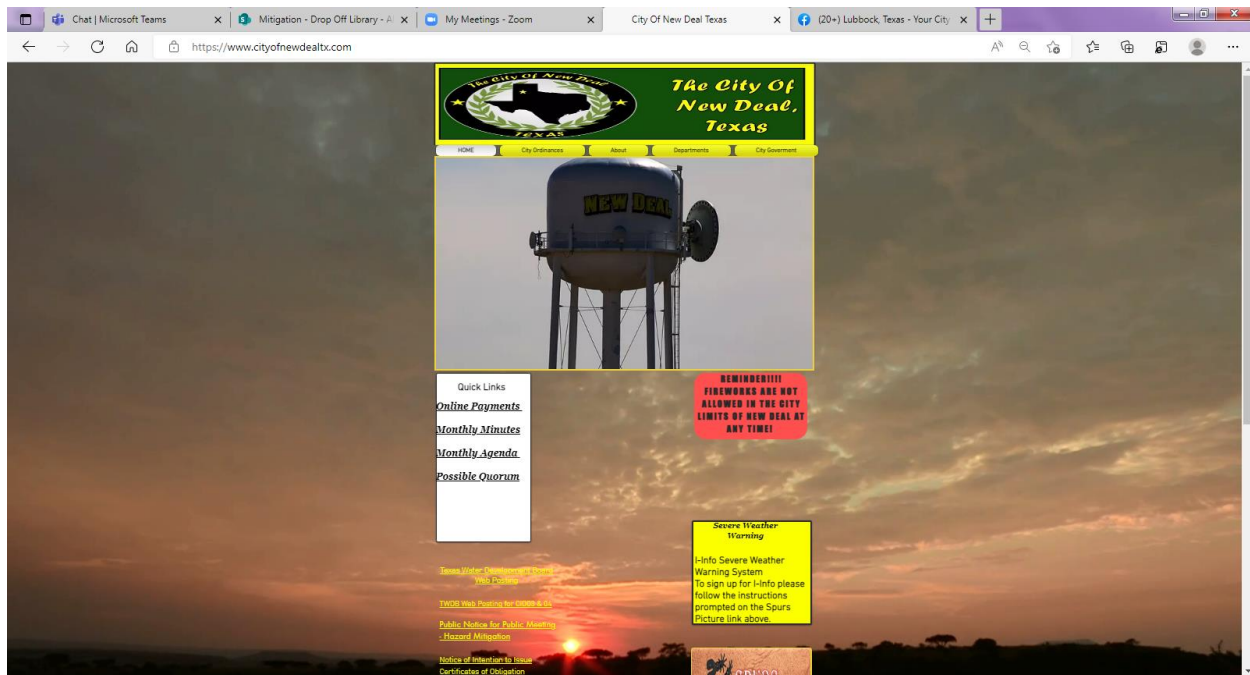 Chat | Microsoft Teams
Mitigation - Drop Off Library - A
My Meetings - Zoom
City Of New Deal Texas
(20+) Lubbock, Texas - Your City
https://www.cityofnewdealtx.com
The City Of New Deal
TEXAS
The City Of
New Deal,
Texas
HOME
City Ordinances
About
Departments
City Goverment
NEW DEAL
Quick Links
Online Payments
Monthly Minutes
Monthly Agenda
Possible Quorum
REMINDER!!!!
FIREWORKS ARE NOT
ALLOWED IN THE CITY
LIMITS OF NEW DEAL AT
ANY TIME!
Severe Weather
Warning
I-Info Severe Weather
Warning System
To sign up for I-Info please
follow the instructions
prompted on the Spurs
Picture link above.
Texas Water Development Board
Web Posting
TWDB Web Posting for
Public Notice for Public Meeting
- Hazard Mitigation
Notice of Intention to Issue
Certificates of Obligation
SPURS